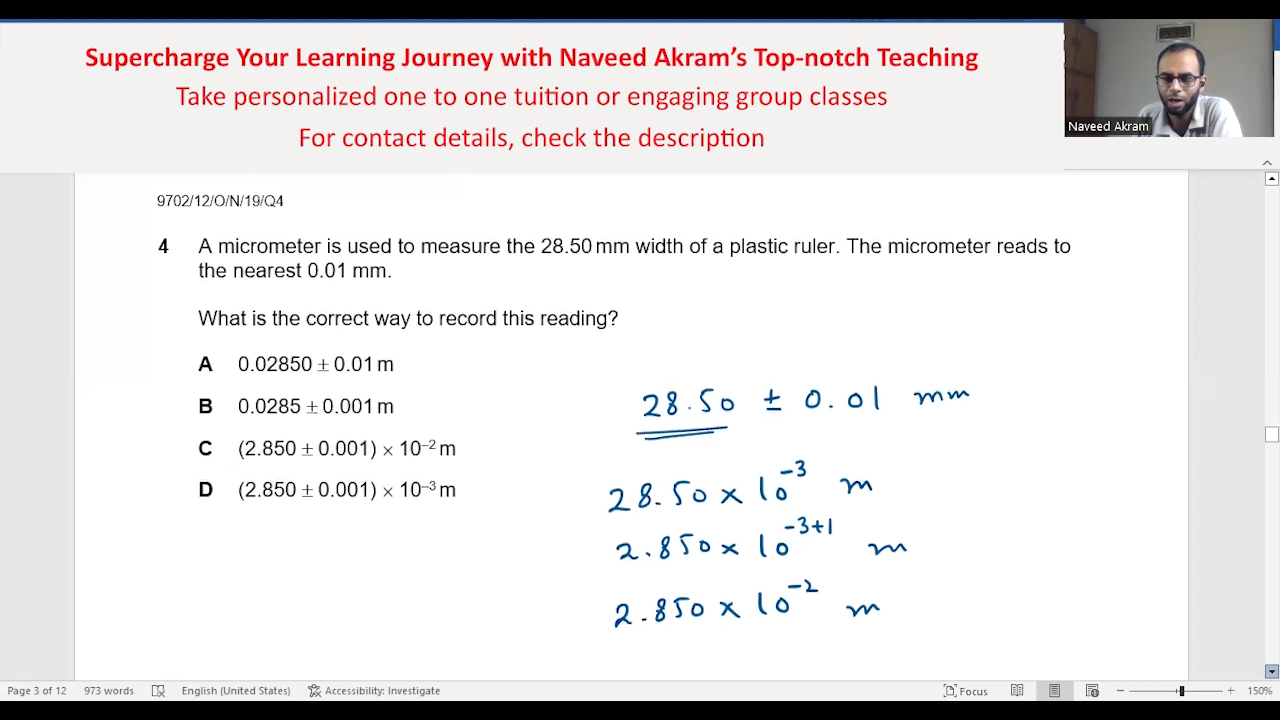 Supercharge Your Learning Journey with Naveed Akram's Top-notch Teaching
Take personalized one to one tuition or engaging group classes
For contact details, check the description
Naveed Akram
9702/12/O/N/19/Q4
4 A micrometer is used to measure the 28.50 mm width of a plastic ruler. The micrometer reads to
the nearest 0.01 mm.
What is the correct way to record this reading?
A 0.02850 ± 0.01 m
B 0.0285 ± 0.001 m
C (2.850 ± 0.001) × 10⁻² m
D (2.850 ± 0.001) × 10⁻³ m
28.50 ± 0.01 mm
28.50 × 10⁻³ m
2.850 × 10⁻³⁺¹ m
2.850 × 10⁻² m
Page 3 of 12 973 words English (United States) Accessibility: Investigate Focus 150%